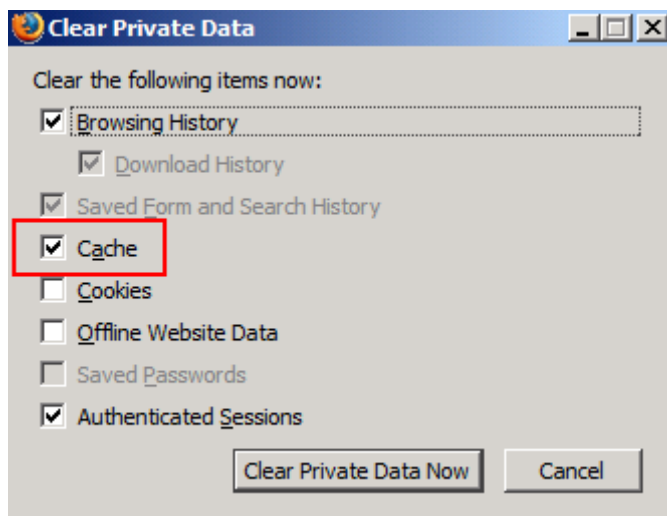 Clear Private Data
Clear the following items now:
Browsing History
Download History
Saved Form and Search History
Cache
Cookies
Offline Website Data
Saved Passwords
Authenticated Sessions
Clear Private Data Now Cancel